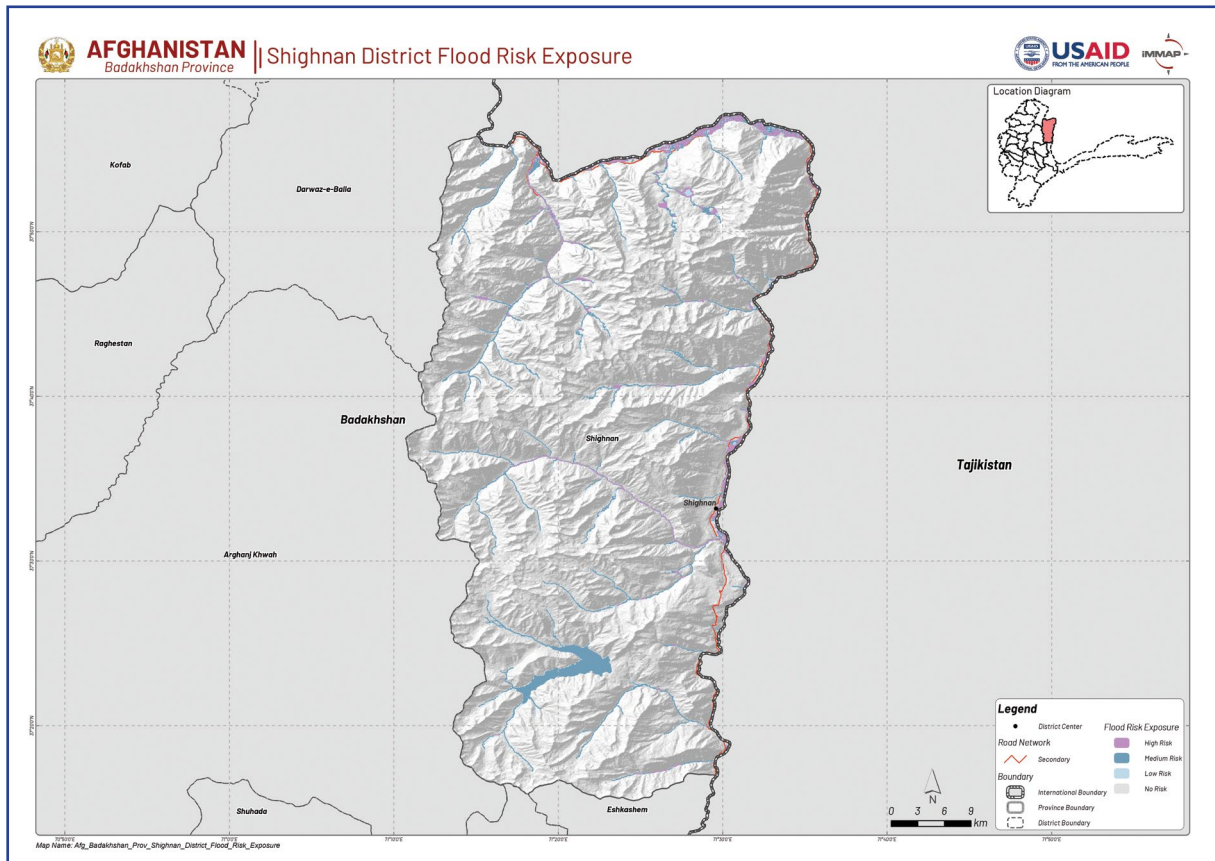 AFGHANISTAN
Badakhshan Province
Shighnan District Flood Risk Exposure
USAID
FROM THE AMERICAN PEOPLE
iMMAP
Location Diagram
Kofab
Darwaz-e-Balla
Raghestan
Badakhshan
Shighnan
Tajikistan
Shighnan
Arghanj Khwah
Shuhada
Eshkashem
Legend
District Center
Road Network
Secondary
Boundary
International Boundary
Province Boundary
District Boundary
Flood Risk Exposure
High Risk
Medium Risk
Low Risk
No Risk
N
0 3 6 9
km
Map Name: Afg_Badakhshan_Prov_Shighnan_District_Flood_Risk_Exposure